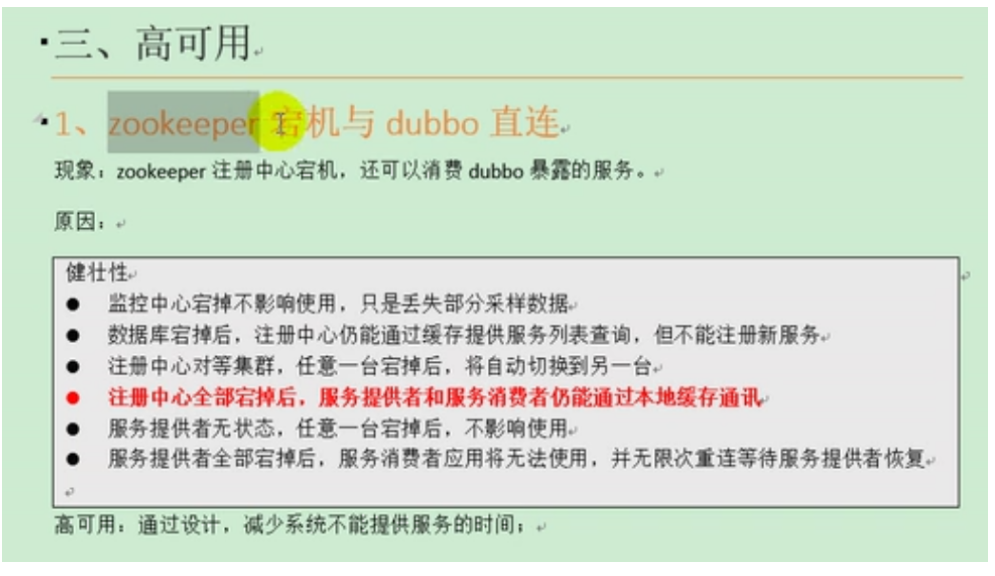 三、高可用
1、zookeeper 宕机与 dubbo 直连
现象：zookeeper 注册中心宕机，还可以消费 dubbo 暴露的服务。
原因：
健壮性
● 监控中心宕掉不影响使用，只是丢失部分采样数据
● 数据库宕掉后，注册中心仍能通过缓存提供服务列表查询，但不能注册新服务
● 注册中心对等集群，任意一台宕掉后，将自动切换到另一台
● 注册中心全部宕掉后，服务提供者和服务消费者仍能通过本地缓存通讯
● 服务提供者无状态，任意一台宕掉后，不影响使用
● 服务提供者全部宕掉后，服务消费者应用将无法使用，并无限次重连等待服务提供者恢复
高可用：通过设计，减少系统不能提供服务的时间；